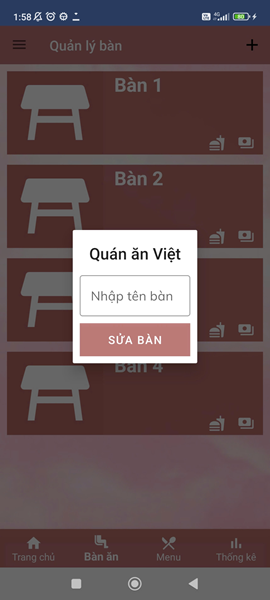 1:58
Quản lý bàn
Bàn 1
Bàn 2
Quán ăn Việt
Nhập tên bàn
SỬA BÀN
Bàn 4
Trang chủ
Bàn ăn
Menu
Thống kê